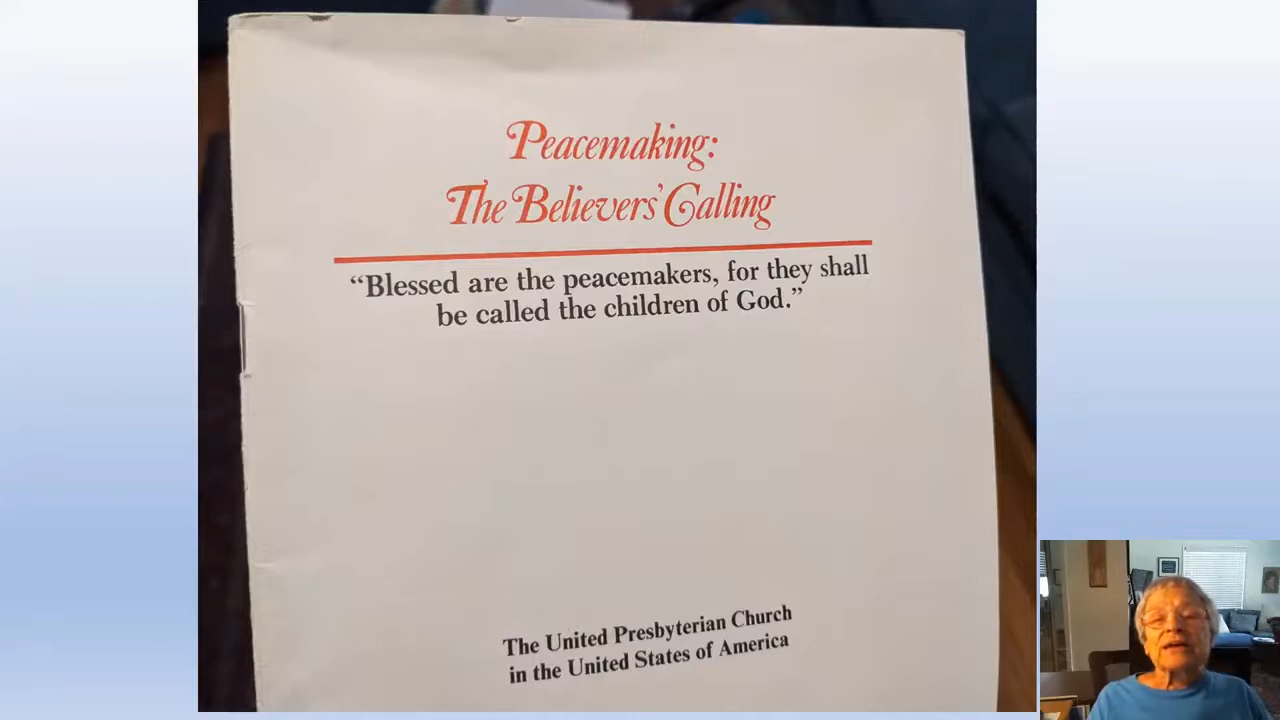 Peacemaking:
The Believers' Calling
“Blessed are the peacemakers, for they shall
be called the children of God.”
The United Presbyterian Church
in the United States of America